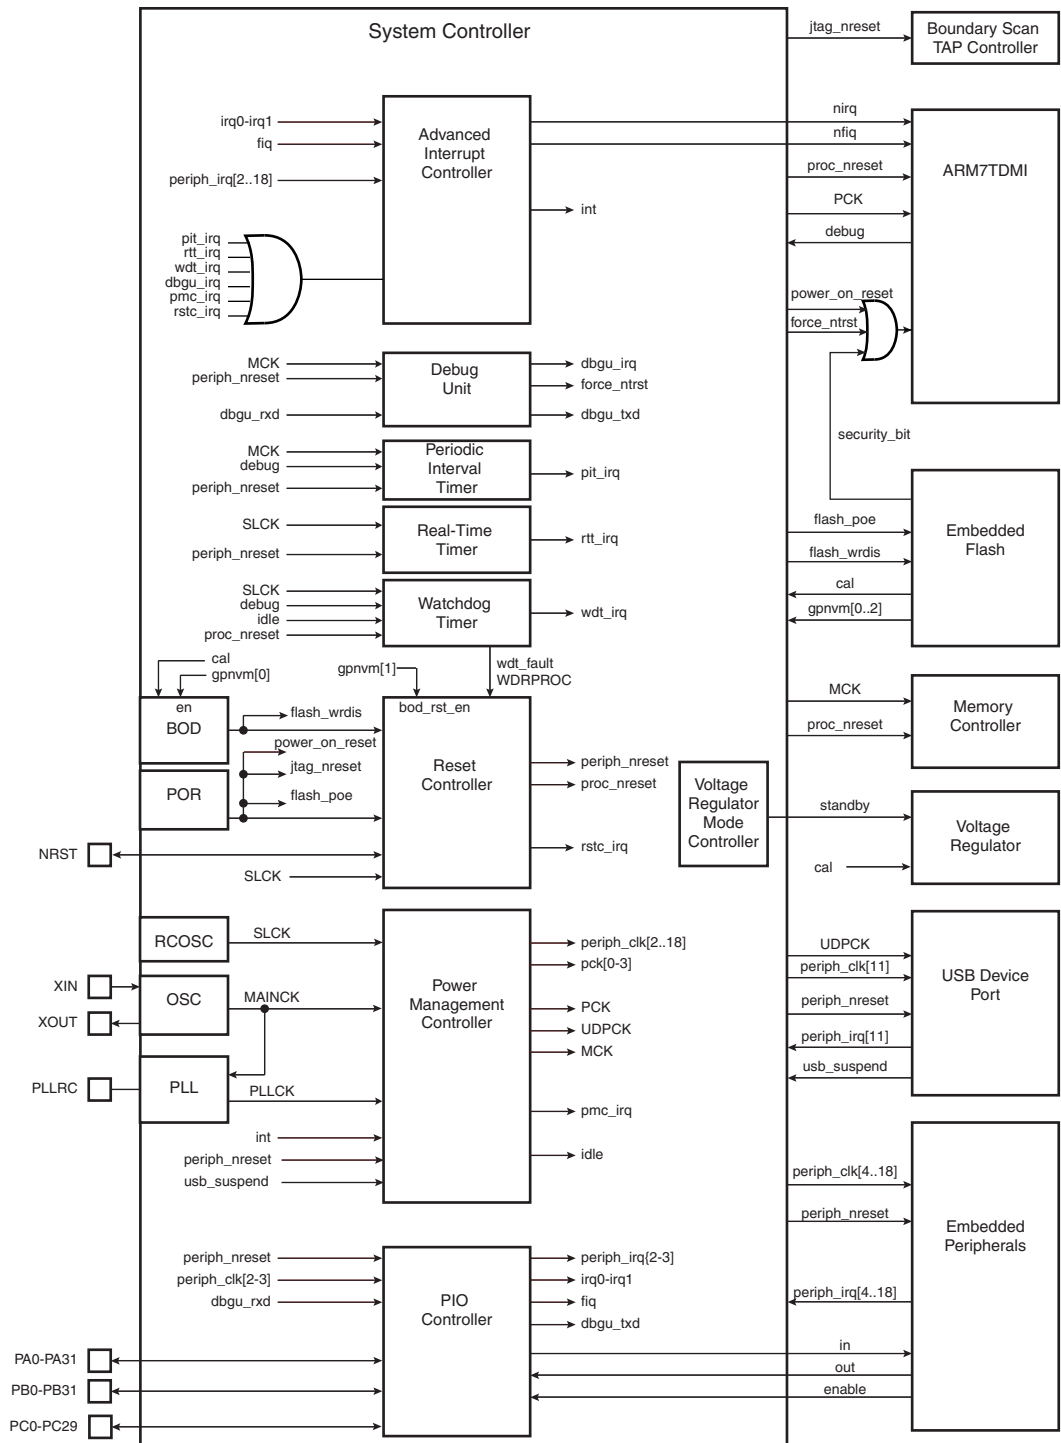 System Controller
jtag_nreset
Boundary Scan
TAP Controller
irq0-irq1
fiq
periph_irq[2..18]
Advanced
Interrupt
Controller
int
nirq
nfiq
proc_nreset
PCK
debug
ARM7TDMI
pit_irq
rtt_irq
wdt_irq
dbgu_irq
pmc_irq
rstc_irq
power_on_reset
force_ntrst
security_bit
MCK
periph_nreset
dbgu_rxd
Debug
Unit
dbgu_irq
force_ntrst
dbgu_txd
MCK
debug
periph_nreset
Periodic
Interval
Timer
pit_irq
SLCK
periph_nreset
Real-Time
Timer
rtt_irq
flash_poe
flash_wrdis
cal
gpnvm[0..2]
Embedded
Flash
SLCK
debug
idle
proc_nreset
Watchdog
Timer
wdt_irq
cal
gpnvm[0]
gpnvm[1]
wdt_fault
WDRPROC
en
BOD
POR
flash_wrdis
power_on_reset
jtag_nreset
flash_poe
bod_rst_en
Reset
Controller
periph_nreset
proc_nreset
rstc_irq
NRST
SLCK
MCK
proc_nreset
Memory
Controller
Voltage
Regulator
Mode
Controller
standby
cal
Voltage
Regulator
RCOSC
SLCK
XIN
XOUT
OSC
MAINCK
PLLRC
PLL
PLLCK
int
periph_nreset
usb_suspend
Power
Management
Controller
periph_clk[2..18]
pck[0-3]
PCK
UDPCK
MCK
pmc_irq
idle
UDPCK
periph_clk[11]
periph_nreset
periph_irq[11]
usb_suspend
USB Device
Port
periph_clk[4..18]
periph_nreset
periph_irq[4..18]
in
out
enable
Embedded
Peripherals
periph_nreset
periph_clk[2-3]
dbgu_rxd
PIO
Controller
periph_irq{2-3]
irq0-irq1
fiq
dbgu_txd
PA0-PA31
PB0-PB31
PC0-PC29